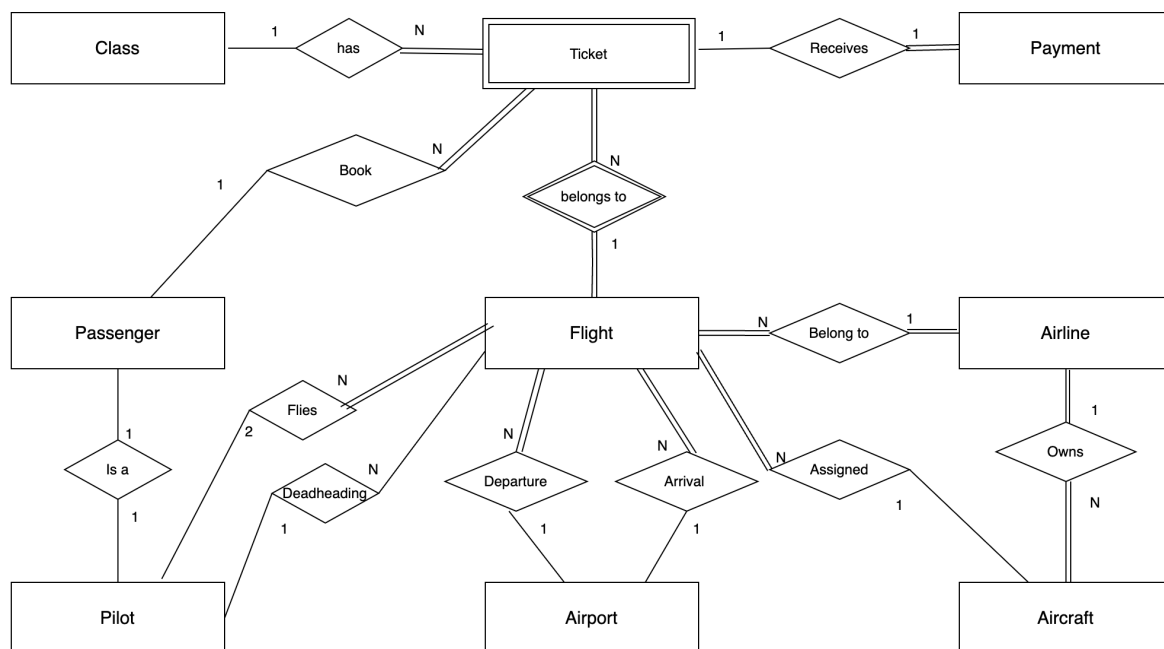 Class
1
has
N
Ticket
1
Receives
1
Payment
Book
N
1
N
belongs to
1
Passenger
Flight
N
Belong to
1
Airline
N
Flies
2
1
Is a
1
N
Deadheading
1
N
Departure
1
N
Arrival
1
N
Assigned
1
1
Owns
N
Pilot
Airport
Aircraft